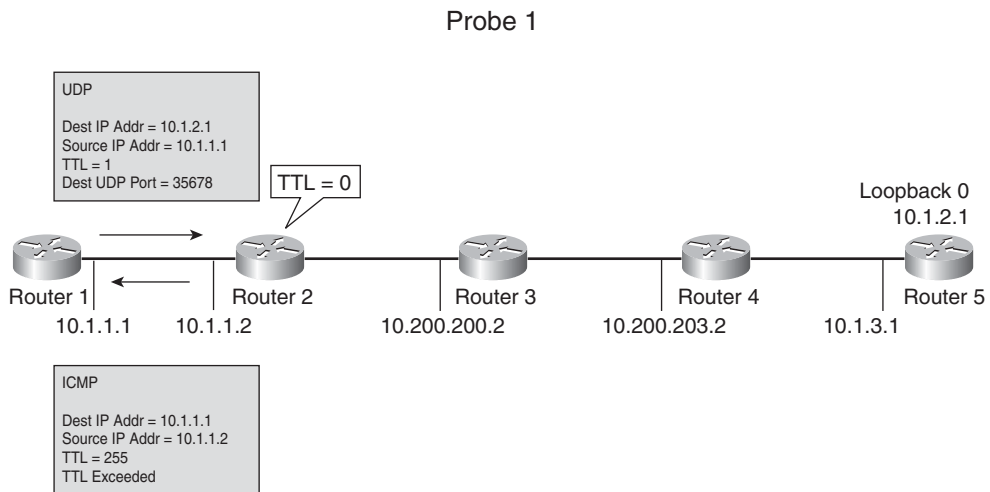 Probe 1
UDP
Dest IP Addr = 10.1.2.1
Source IP Addr = 10.1.1.1
TTL = 1
Dest UDP Port = 35678
TTL = 0
Loopback 0
10.1.2.1
Router 1
Router 2
Router 3
Router 4
Router 5
10.1.1.1
10.1.1.2
10.200.200.2
10.200.203.2
10.1.3.1
ICMP
Dest IP Addr = 10.1.1.1
Source IP Addr = 10.1.1.2
TTL = 255
TTL Exceeded